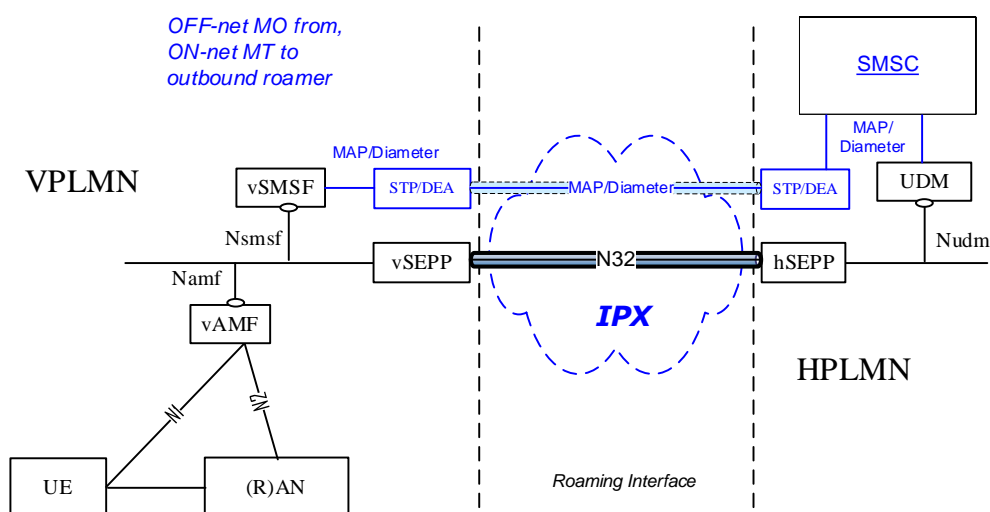 OFF-net MO from,
ON-net MT to
outbound roamer
SMSC
MAP/
Diameter
MAP/Diameter
VPLMN
vSMSF
STP/DEA
MAP/Diameter
STP/DEA
UDM
Nsmsf
Nudm
Namf
vSEPP
N32
hSEPP
vAMF
IPX
HPLMN
N1
N2
UE
(R)AN
Roaming Interface